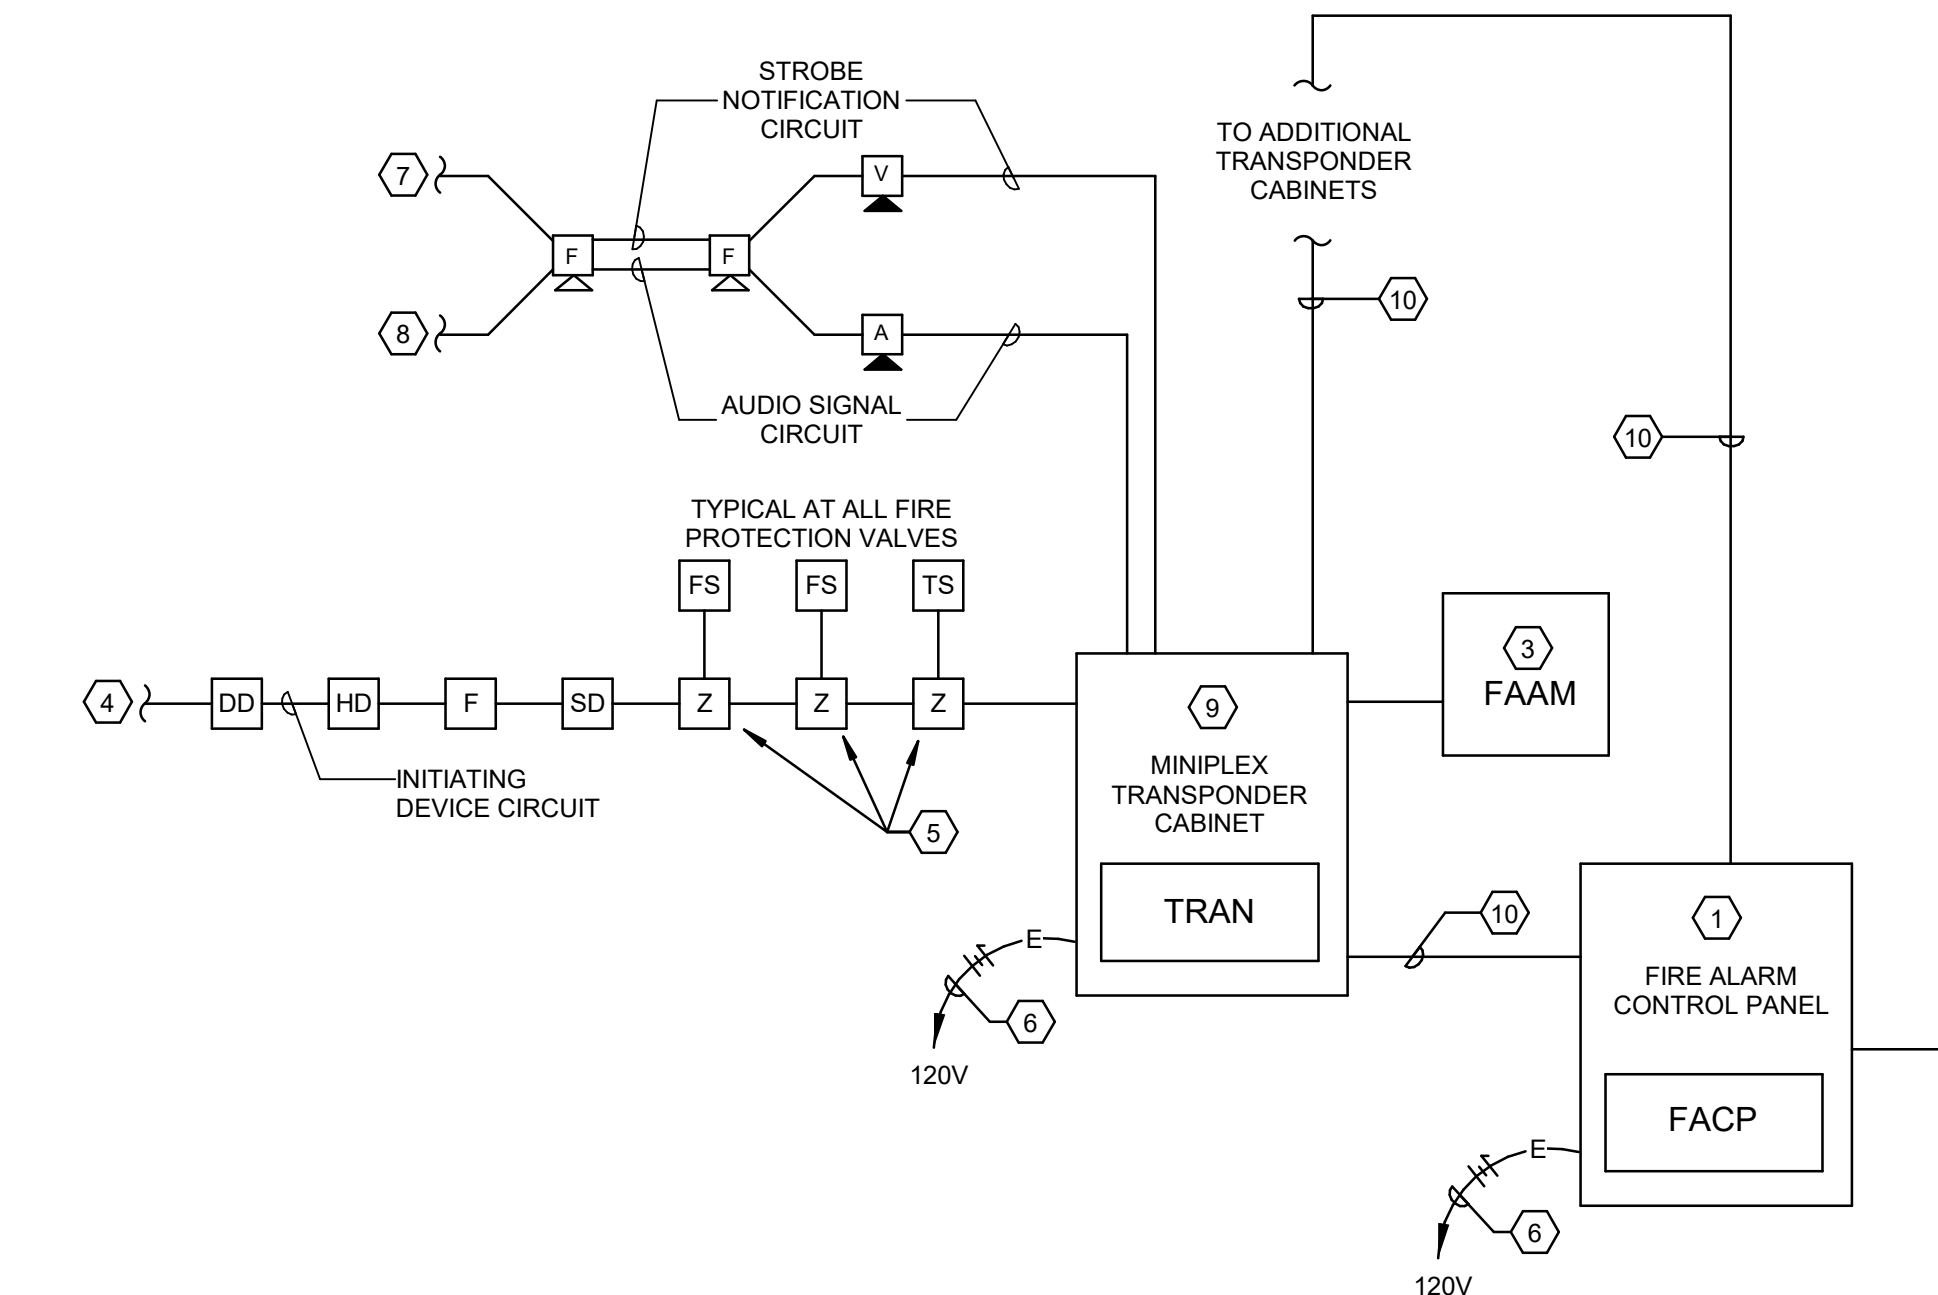 STROBE
NOTIFICATION
CIRCUIT
TO ADDITIONAL
TRANSPONDER
CABINETS
7
V
F
F
8
A
10
AUDIO SIGNAL
CIRCUIT
10
TYPICAL AT ALL FIRE
PROTECTION VALVES
FS
FS
TS
4
DD
HD
F
SD
Z
Z
Z
INITIATING
DEVICE CIRCUIT
5
9
MINIPLEX
TRANSPONDER
CABINET
TRAN
3
FAAM
10
E
6
120V
1
FIRE ALARM
CONTROL PANEL
FACP
E
6
120V